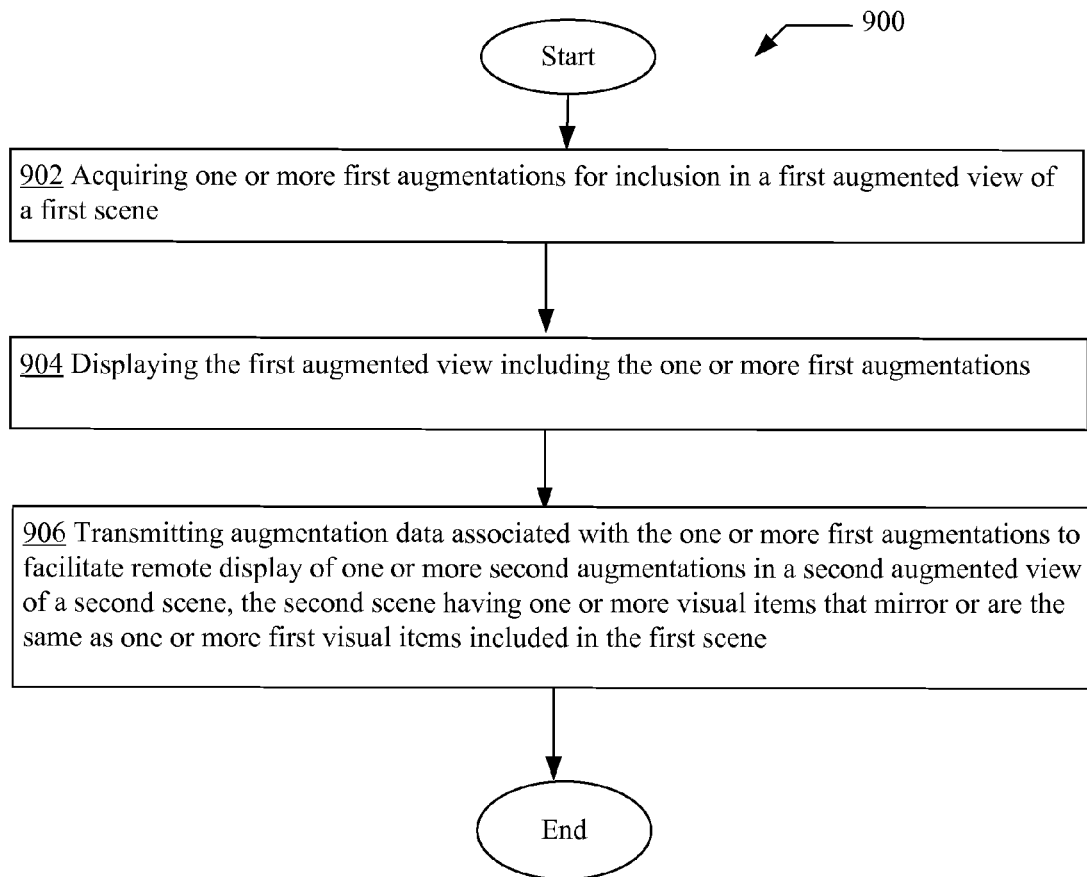 900
Start
902 Acquiring one or more first augmentations for inclusion in a first augmented view of
a first scene
904 Displaying the first augmented view including the one or more first augmentations
906 Transmitting augmentation data associated with the one or more first augmentations to
facilitate remote display of one or more second augmentations in a second augmented view
of a second scene, the second scene having one or more visual items that mirror or are the
same as one or more first visual items included in the first scene
End